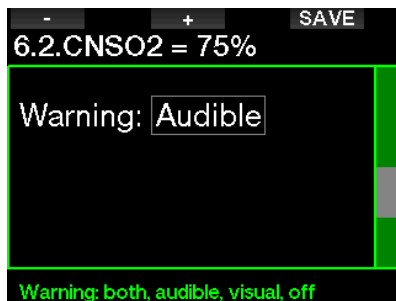 - + SAVE
6.2.CNSO2 = 75%
Warning: Audible
Warning: both, audible, visual, off